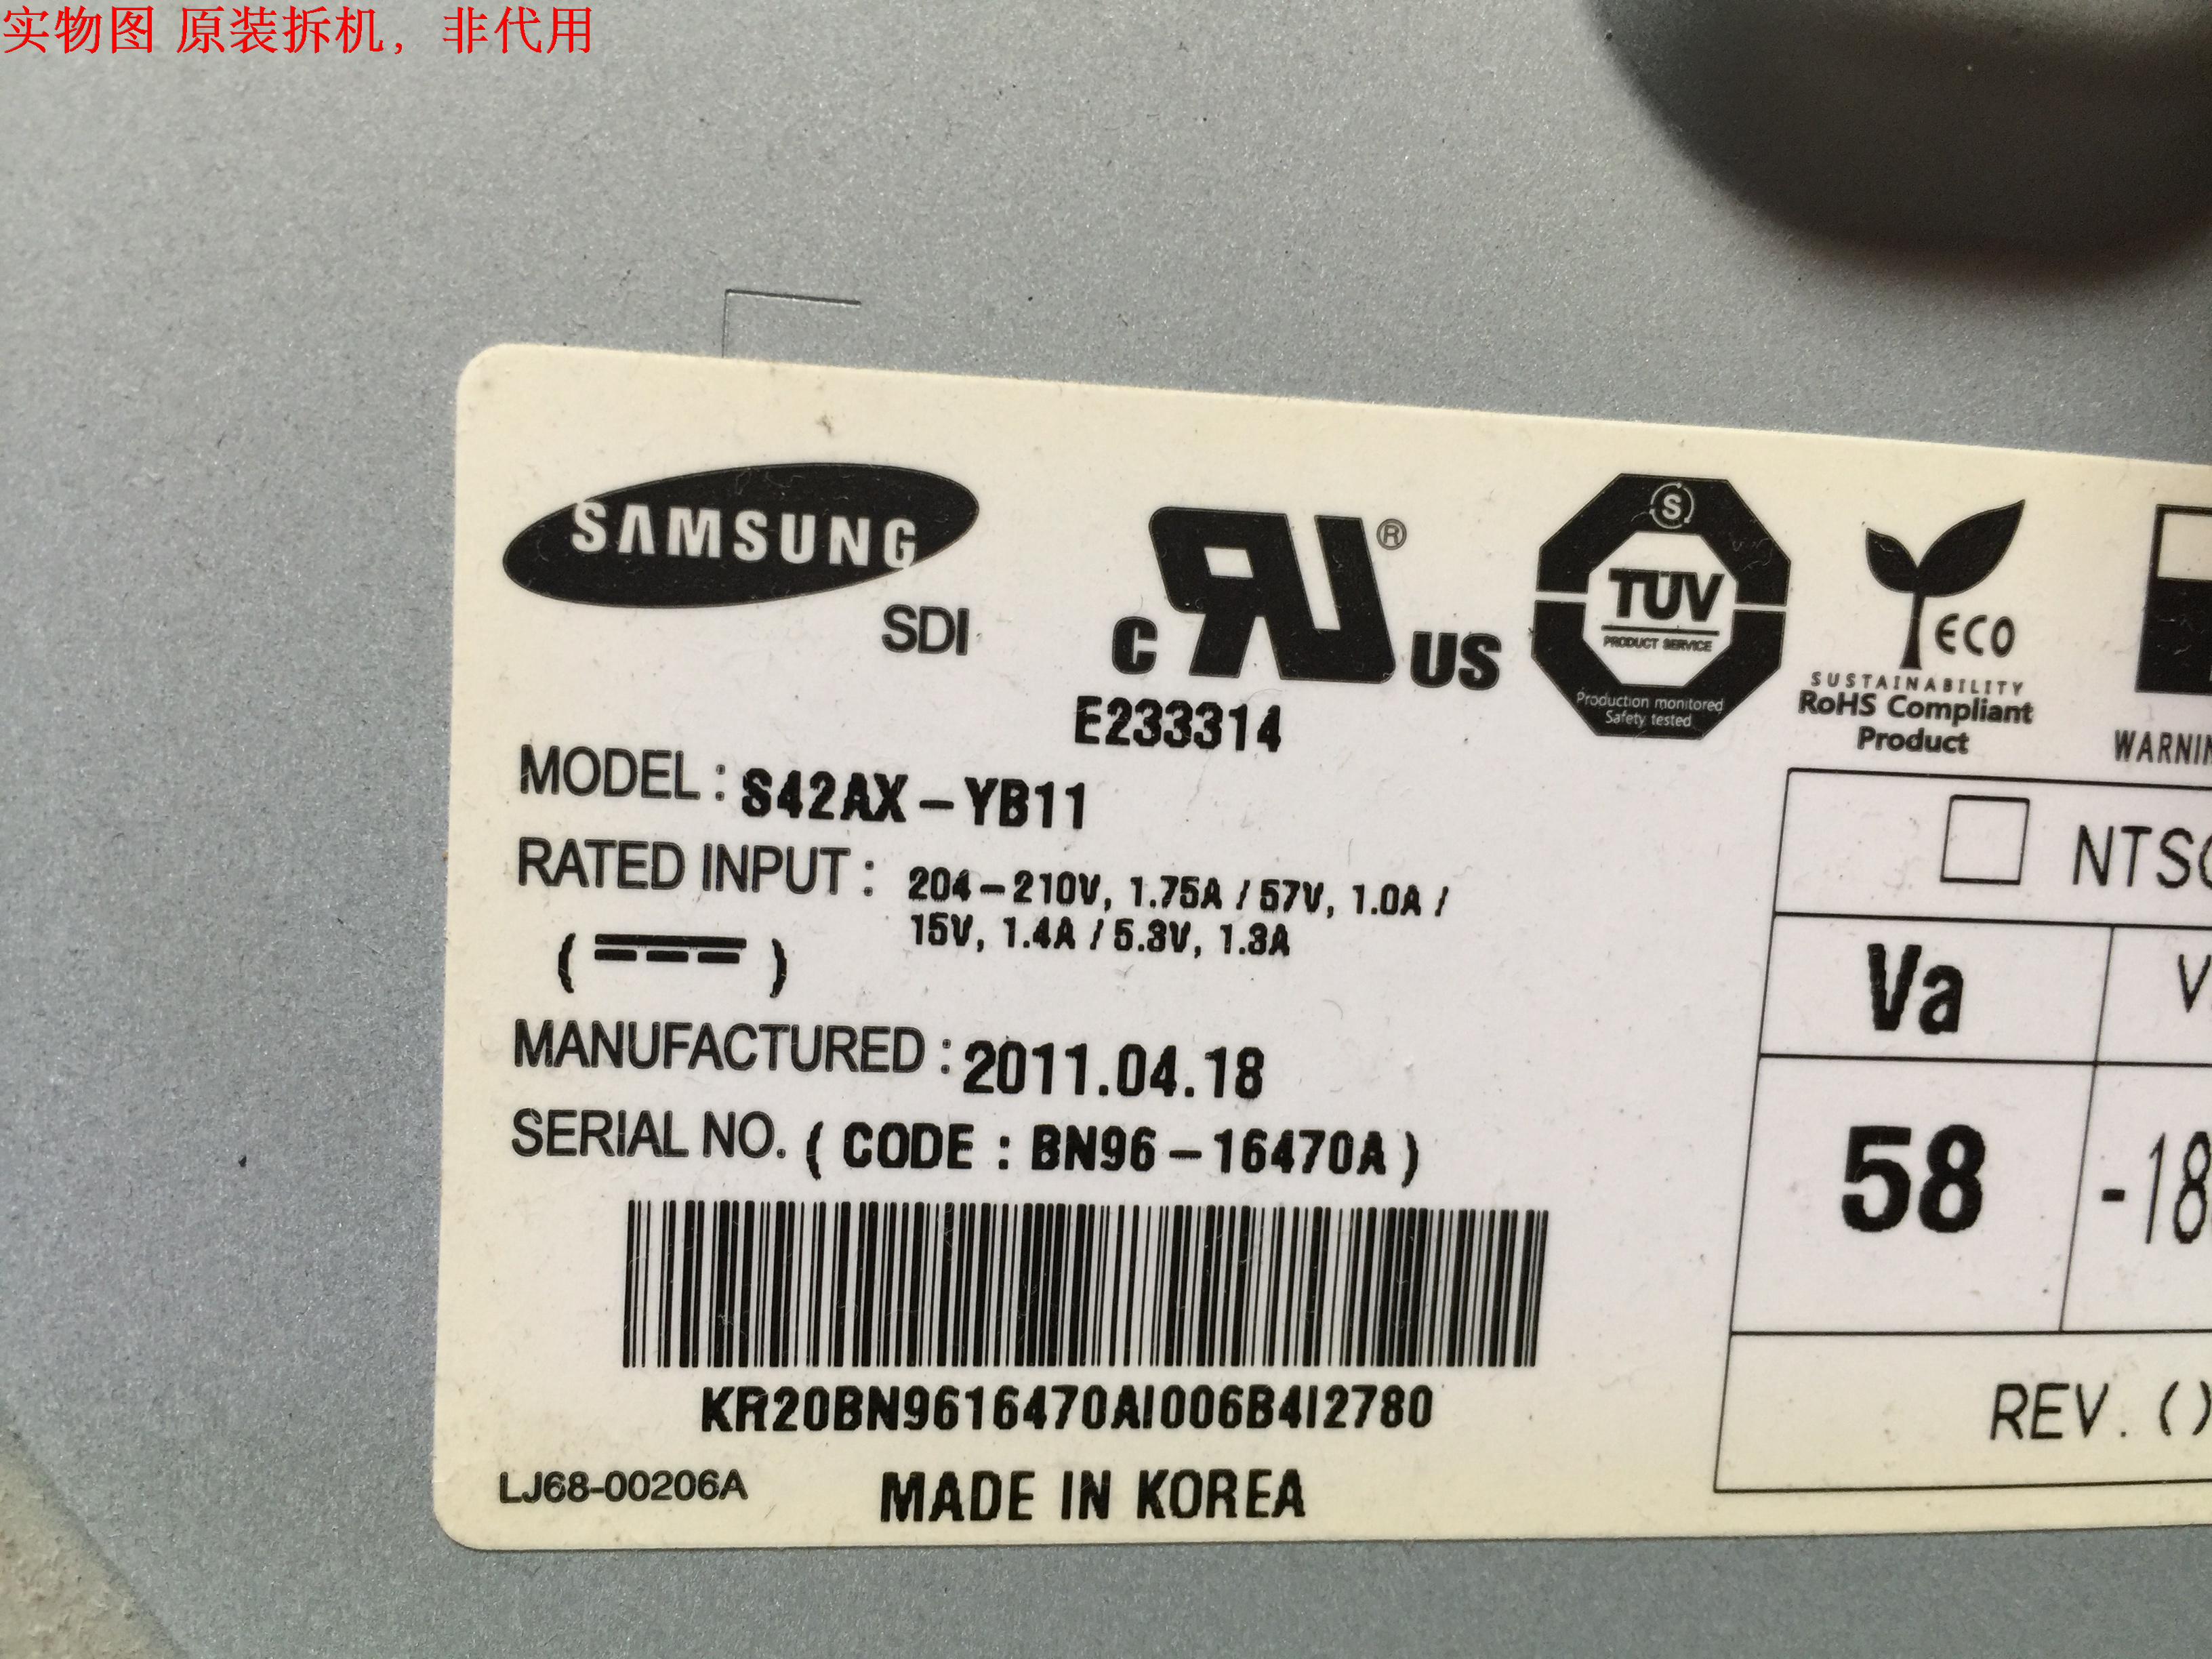 实物图 原装拆机，非代用
SAMSUNG
SDI
C UR® US
E233314
S
TÜV
PRODUCT SERVICE
Production monitored
Safety tested
ECO
SUSTAINABILITY
RoHS Compliant
Product
MODEL : S42AX-YB11
RATED INPUT : 204-210V, 1.75A / 57V, 1.0A /
15V, 1.4A / 5.3V, 1.3A
MANUFACTURED : 2011.04.18
SERIAL NO. ( CODE : BN96-16470A )
KR20BN9616470AI006B4I2780
LJ68-00206A
MADE IN KOREA
Va
58
REV. ()